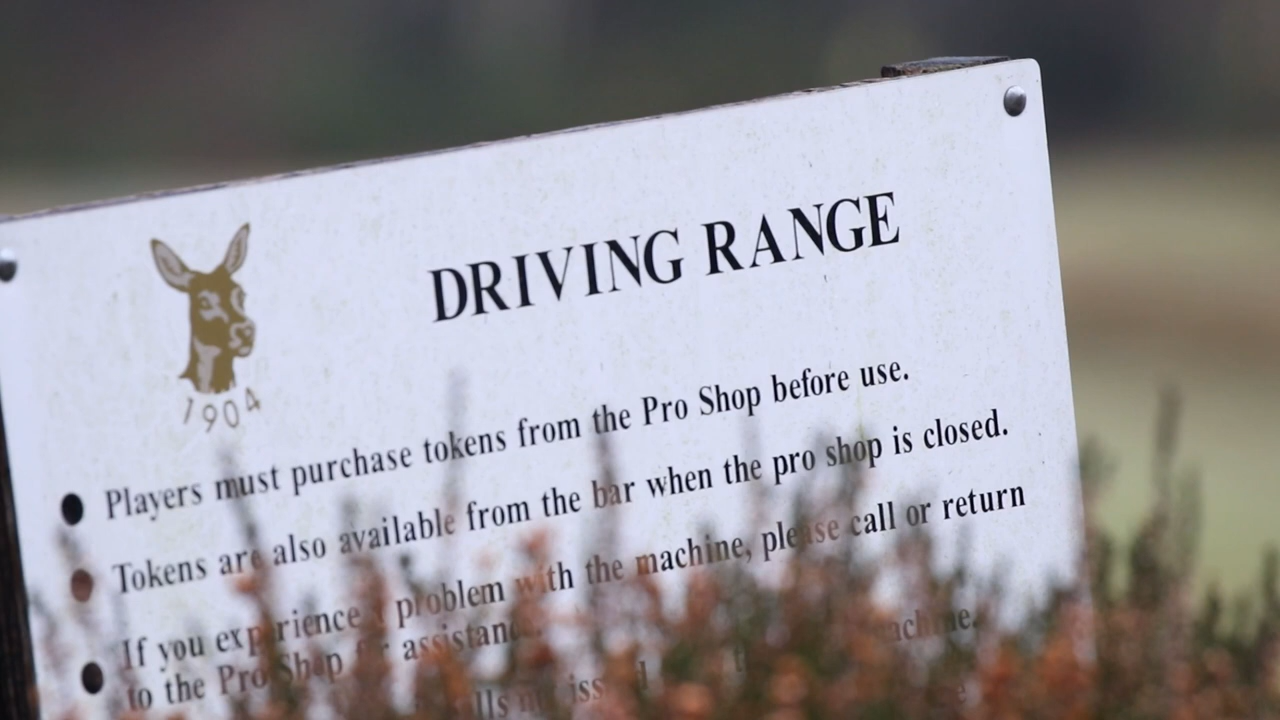 DRIVING RANGE
1904
Players must purchase tokens from the Pro Shop before use.
Tokens are also available from the bar when the pro shop is closed.
If you experience problem with the machine, please call or return
to the Pro Shop assistance.
machine.